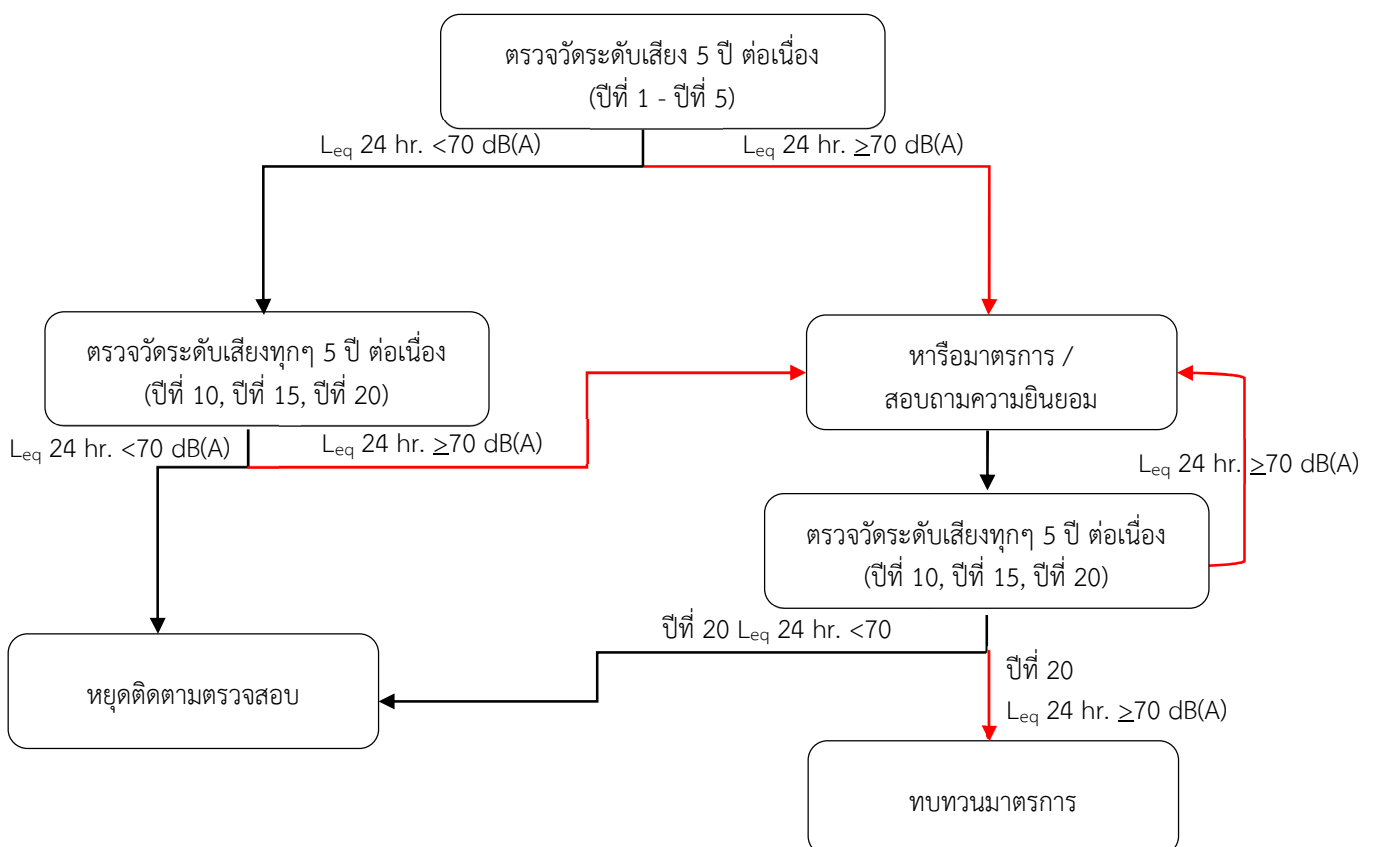 ตรวจวัดระดับเสียง 5 ปี ต่อเนื่อง
(ปีที่ 1 - ปีที่ 5)
Leq 24 hr. <70 dB(A)
Leq 24 hr. ≥70 dB(A)
ตรวจวัดระดับเสียงทุกๆ 5 ปี ต่อเนื่อง
(ปีที่ 10, ปีที่ 15, ปีที่ 20)
หารือมาตรการ /
สอบถามความยินยอม
Leq 24 hr. <70 dB(A)
Leq 24 hr. ≥70 dB(A)
Leq 24 hr. ≥70 dB(A)
ตรวจวัดระดับเสียงทุกๆ 5 ปี ต่อเนื่อง
(ปีที่ 10, ปีที่ 15, ปีที่ 20)
ปีที่ 20 Leq 24 hr. <70
ปีที่ 20
Leq 24 hr. ≥70 dB(A)
หยุดติดตามตรวจสอบ
ทบทวนมาตรการ